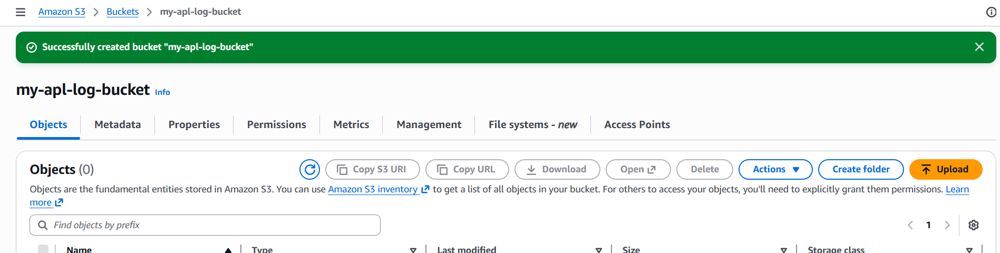 Amazon S3 > Buckets > my-apl-log-bucket
Successfully created bucket "my-apl-log-bucket"
my-apl-log-bucket Info
Objects Metadata Properties Permissions Metrics Management File systems - new Access Points
Objects (0) Copy S3 URI Copy URL Download Open Delete Actions Create folder Upload
Objects are the fundamental entities stored in Amazon S3. You can use Amazon S3 inventory to get a list of all objects in your bucket. For others to access your objects, you'll need to explicitly grant them permissions. Learn
more
Find objects by prefix 1
Name Type Last modified Size Storage class